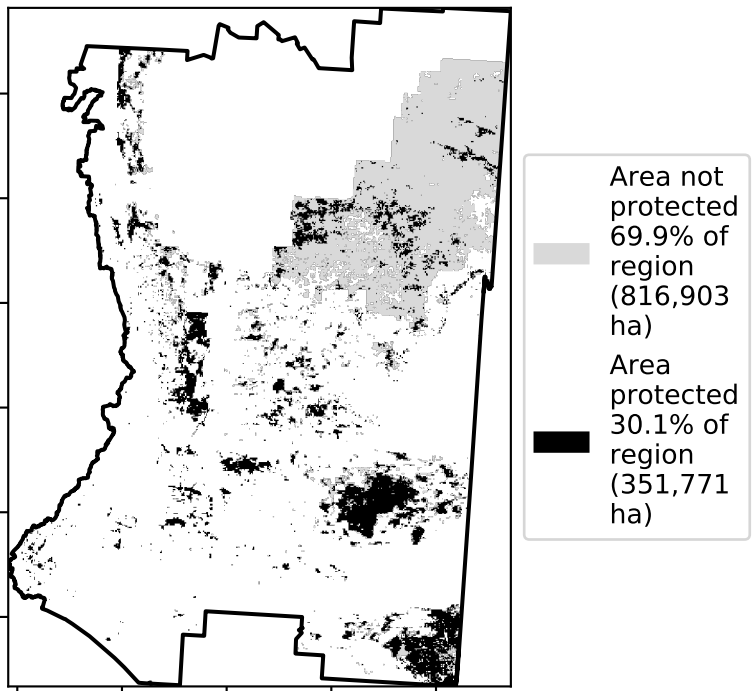 Area not
protected
69.9% of
region
(816,903
ha)
Area
protected
30.1% of
region
(351,771
ha)